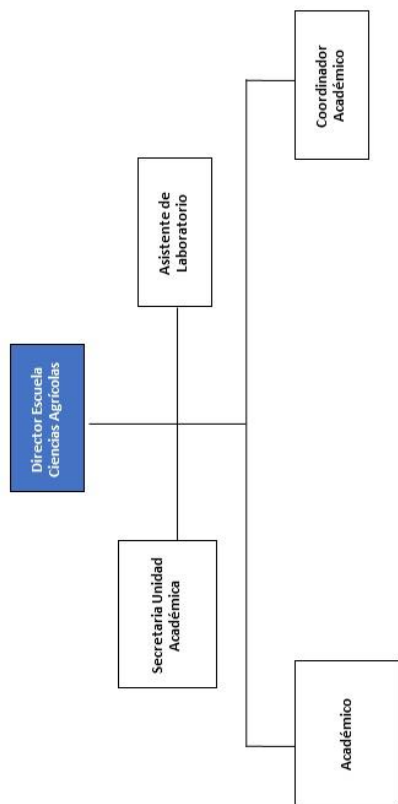 Director Escuela
Ciencias Agrícolas
Secretaria Unidad
Académica
Asistente de
Laboratorio
Académico
Coordinador
Académico